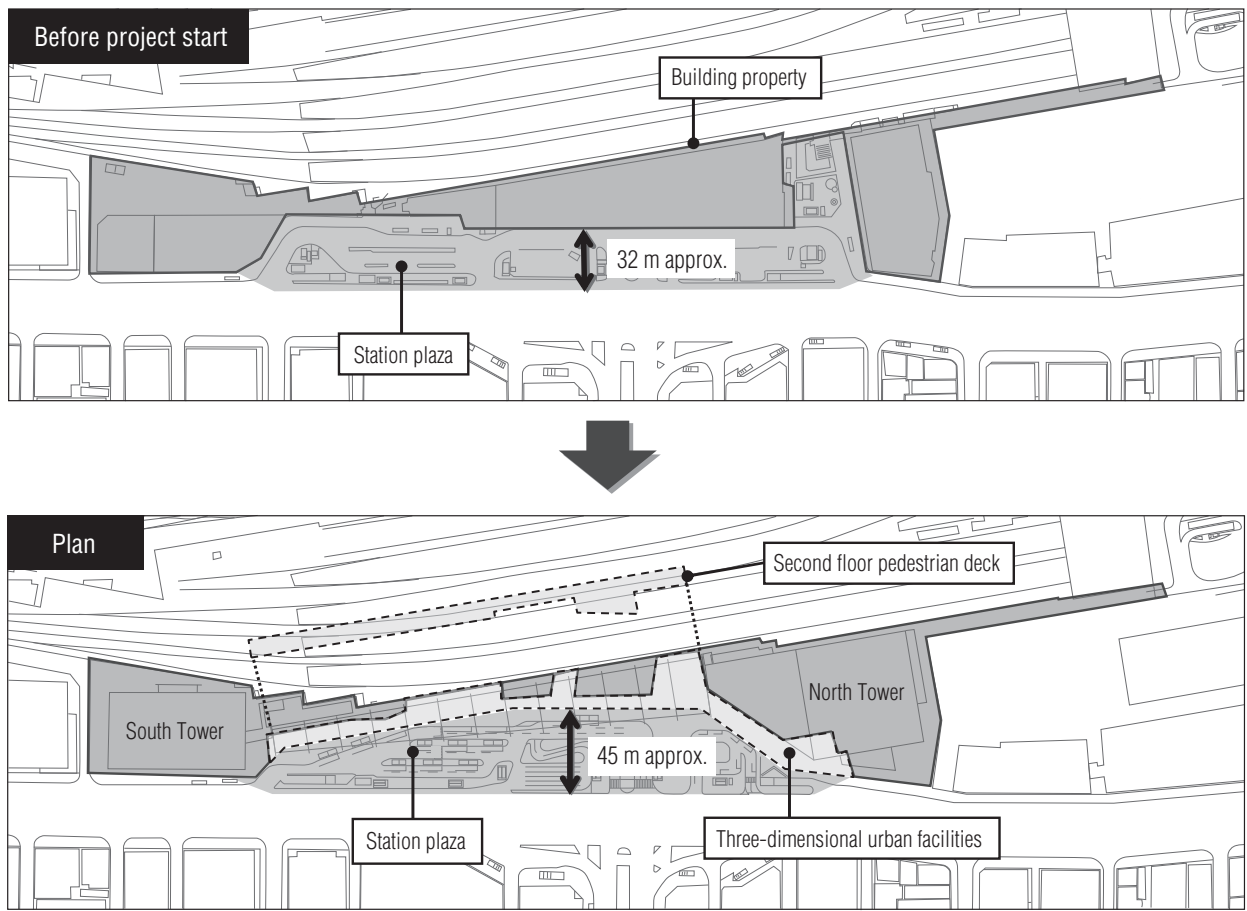 Before project start
Building property
32 m approx.
Station plaza
Plan
Second floor pedestrian deck
North Tower
South Tower
45 m approx.
Station plaza
Three-dimensional urban facilities